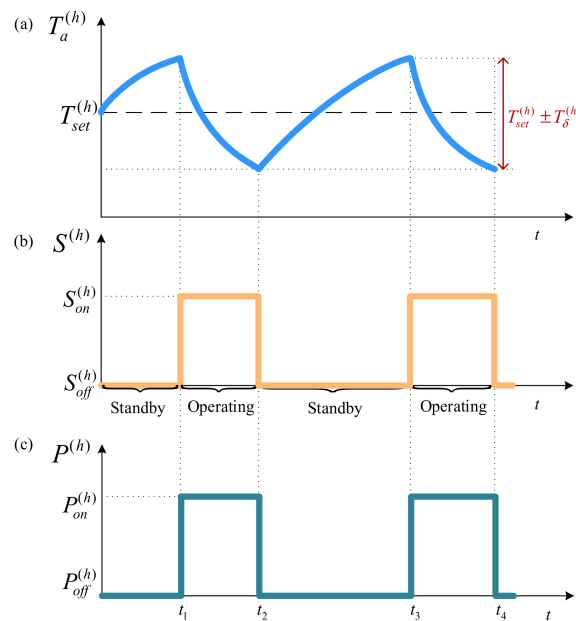 (a) T_a^(h)
T_set^(h)
T_set^(h) ± T_δ^(h
t
(b) S^(h)
S_on^(h)
S_off^(h)
Standby Operating Standby Operating t
(c) P^(h)
P_on^(h)
P_off^(h)
t_1 t_2 t_3 t_4 t